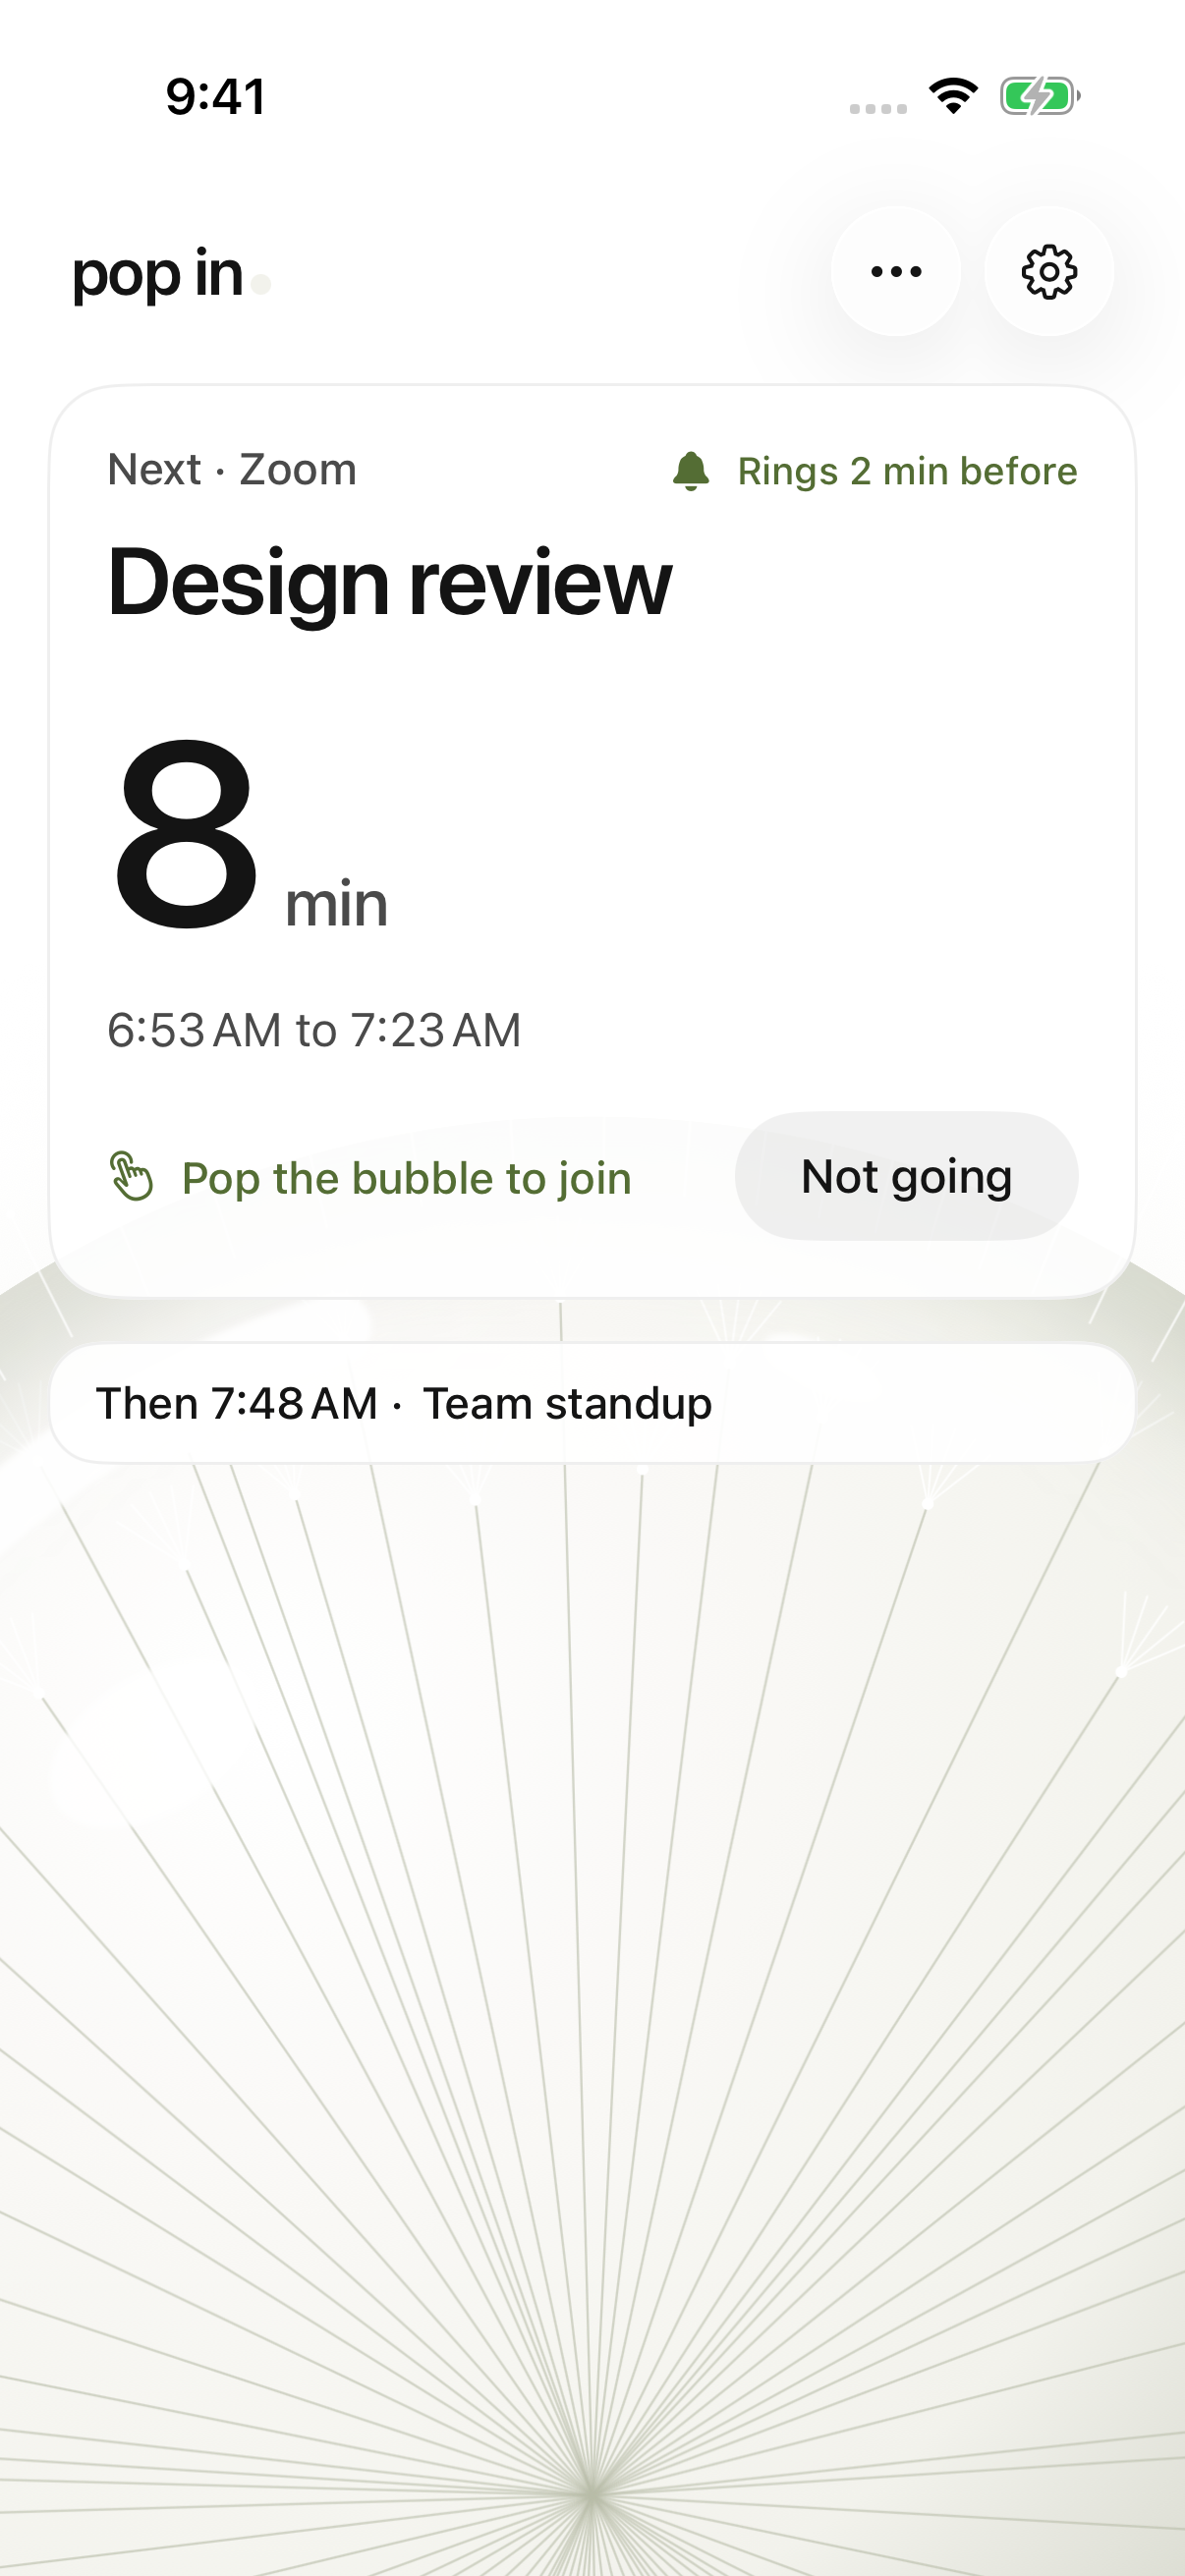 9:41
pop in
Next · Zoom
Rings 2 min before
Design review
8 min
6:53 AM to 7:23 AM
Pop the bubble to join
Not going
Then 7:48 AM · Team standup